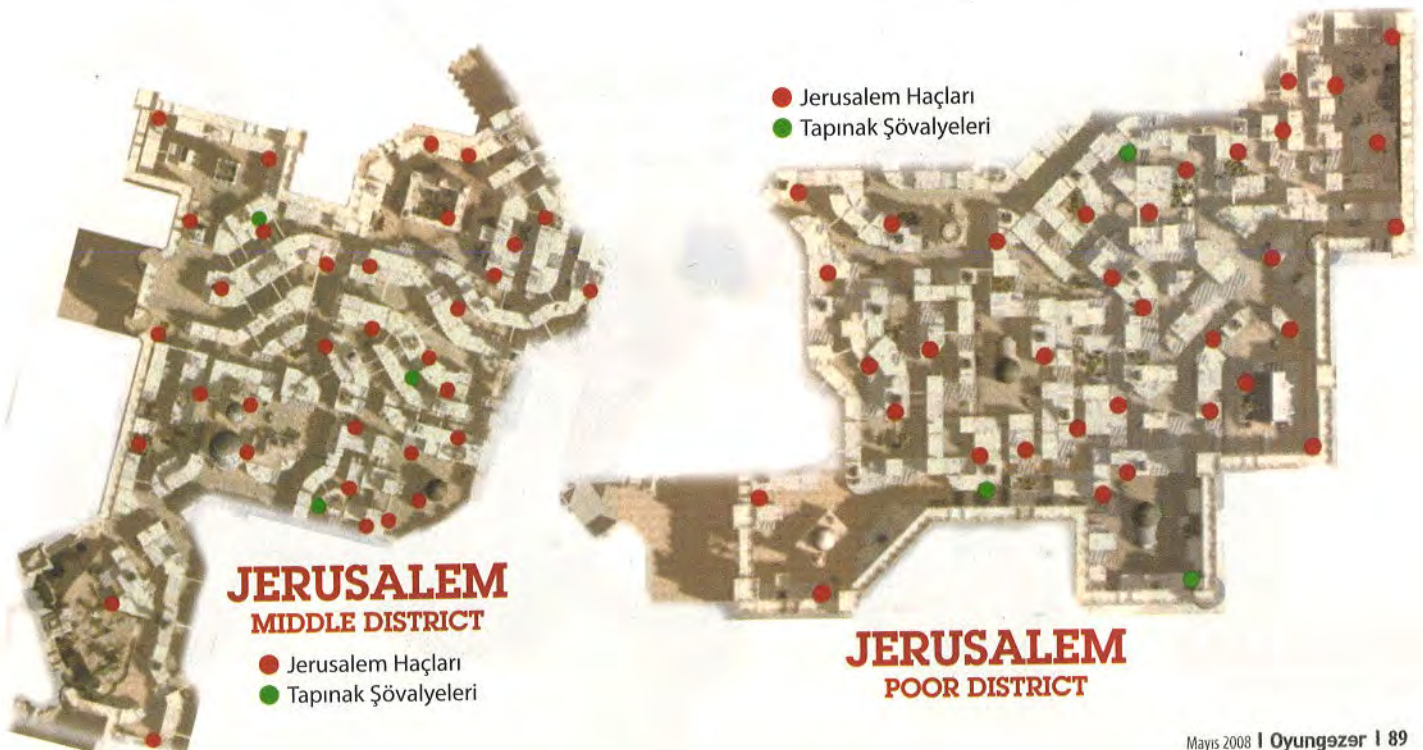 JERUSALEM
MIDDLE DISTRICT
Jerusalem Haçları
Tapınak Şövalyeleri
Jerusalem Haçları
Tapınak Şövalyeleri
JERUSALEM
POOR DISTRICT
Mayıs 2008 | Oyungezer | 89